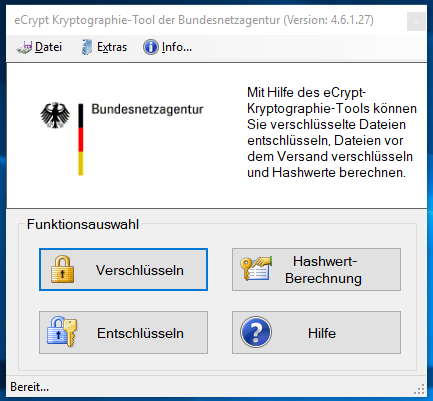 eCrypt Kryptographie-Tool der Bundesnetzagentur (Version: 4.6.1.27)
Datei Extras Info...
Bundesnetzagentur
Mit Hilfe des eCrypt-
Kryptographie-Tools können
Sie verschlüsselte Dateien
entschlüsseln, Dateien vor
dem Versand verschlüsseln
und Hashwerte berechnen.
Funktionsauswahl
Verschlüsseln
Hashwert-
Berechnung
Entschlüsseln
Hilfe
Bereit...